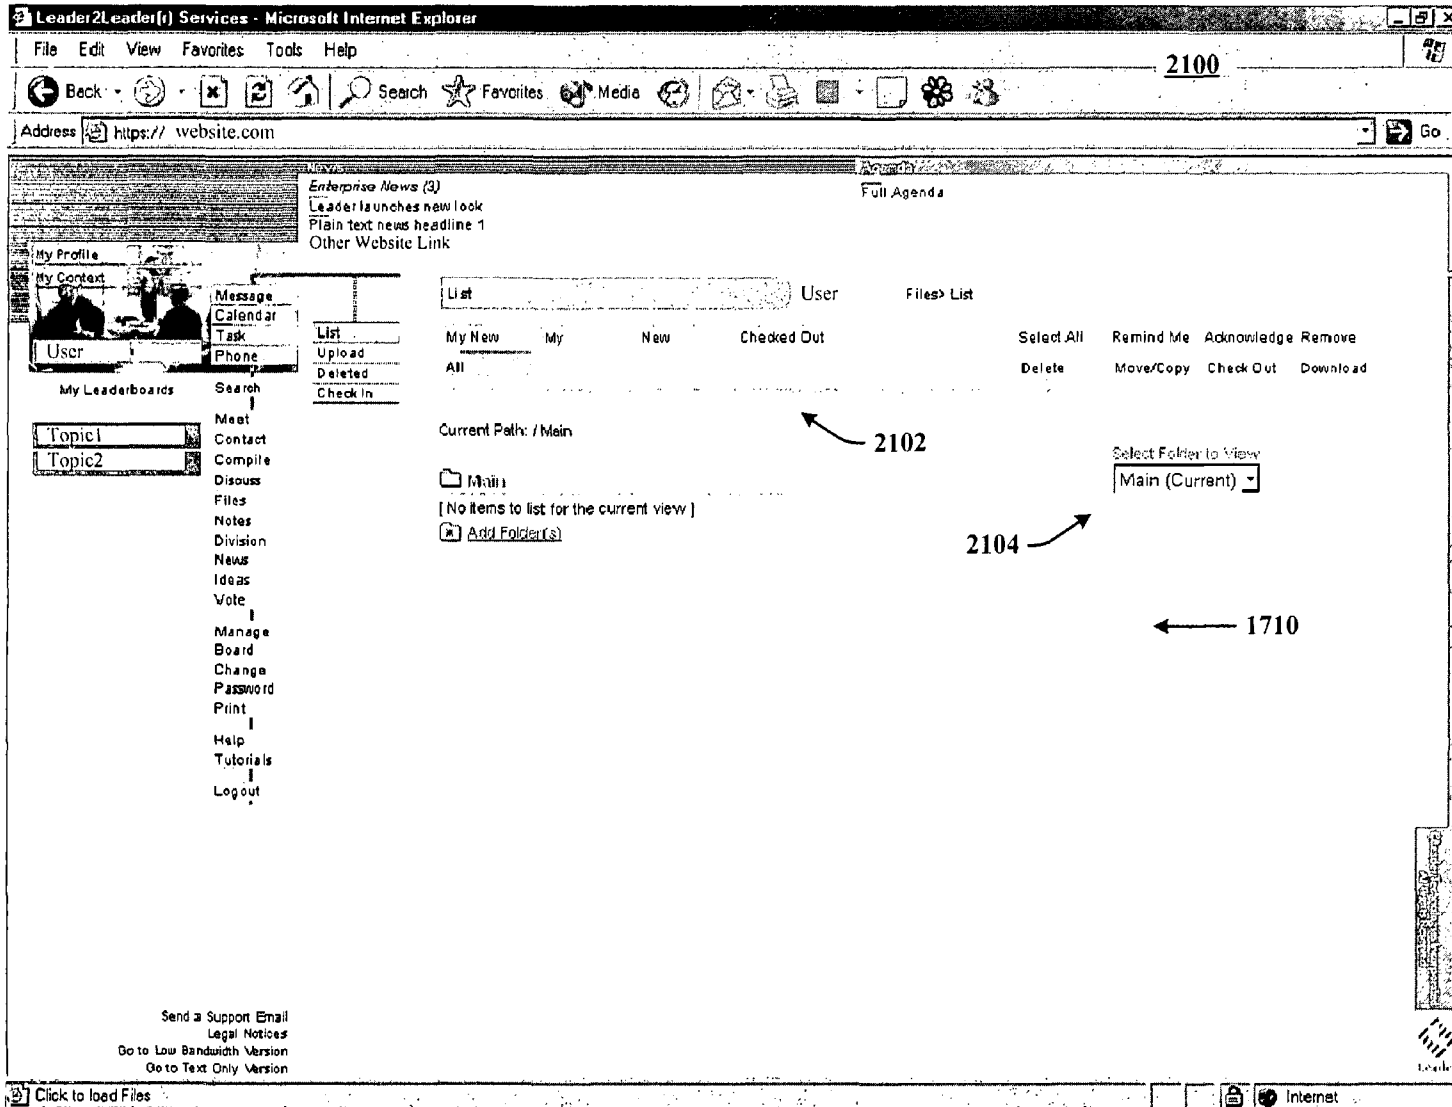 Leader2Leader(r) Services - Microsoft Internet Explorer
File Edit View Favorites Tools Help
2100
Back Search Favorites Media
Address https:// website.com Go
News
Enterprise News (3)
Leader launches new look
Plain text news headline 1
Other Website Link
Agenda
Full Agenda
My Profile
My Context
User
My Leaderboards
Topic1
Topic2
Message
Calendar
Task
Phone
Search
Meet
Contact
Compile
Discuss
Files
Notes
Division
News
Ideas
Vote
Manage
Board
Change
Password
Print
Help
Tutorials
Logout
List
Upload
Deleted
Check In
List User Files> List
My New My New Checked Out Select All Remind Me Acknowledge Remove
All Delete Move/Copy Check Out Download
2102
Current Path: / Main
Select Folder to View
Main (Current)
Main
[ No items to list for the current view ]
Add Folder(s)
2104
1710
Send a Support Email
Legal Notices
Go to Low Bandwidth Version
Go to Text Only Version
Click to load Files Internet